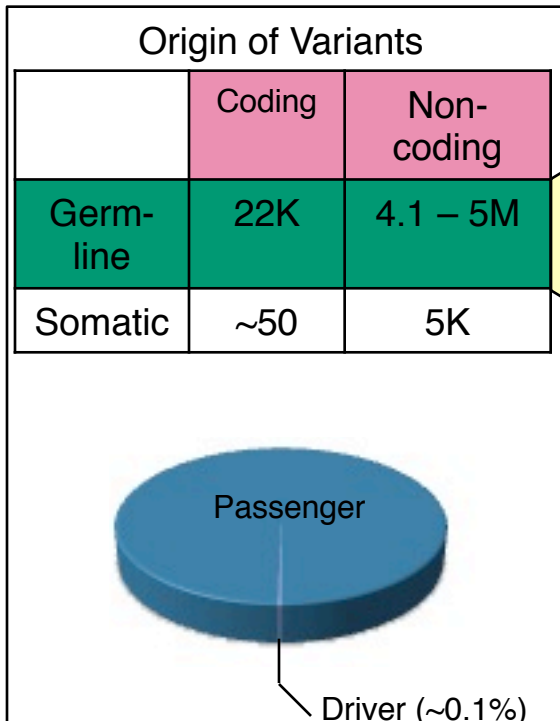 Origin of Variants
Coding
Non-
coding
Germ-
line
22K
4.1 – 5M
Somatic
~50
5K
Passenger
Driver (~0.1%)